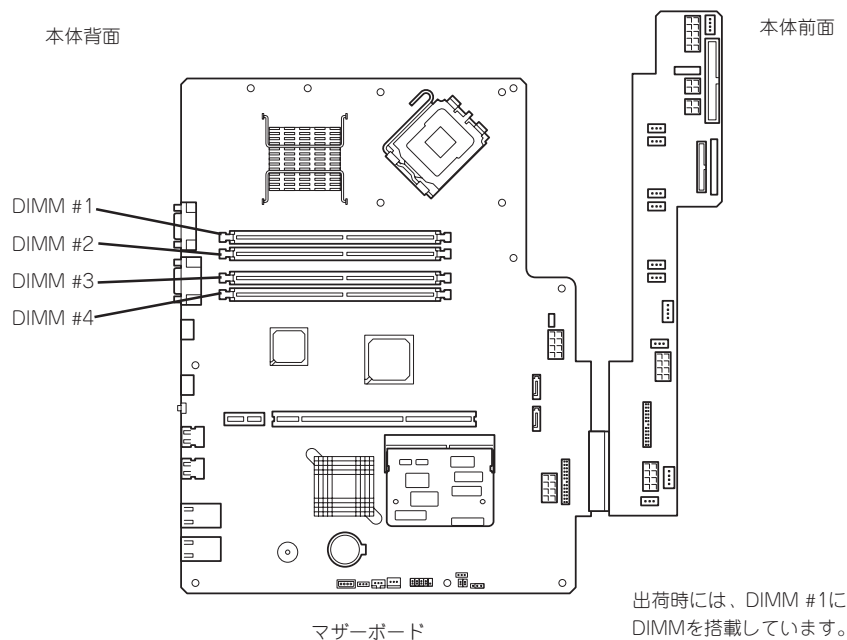 本体背面
本体前面
DIMM #1
DIMM #2
DIMM #3
DIMM #4
マザーボード
出荷時には、DIMM #1に
DIMMを搭載しています。